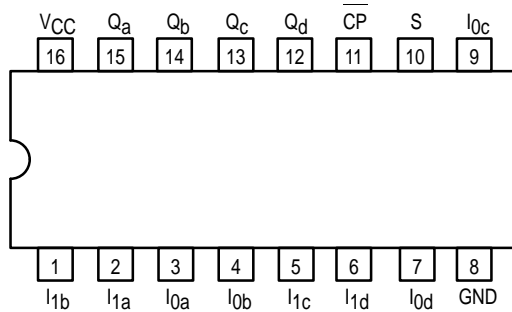 VCC Qa Qb Qc Qd C̅P̅ S I0c
16 15 14 13 12 11 10 9
1 2 3 4 5 6 7 8
I1b I1a I0a I0b I1c I1d I0d GND